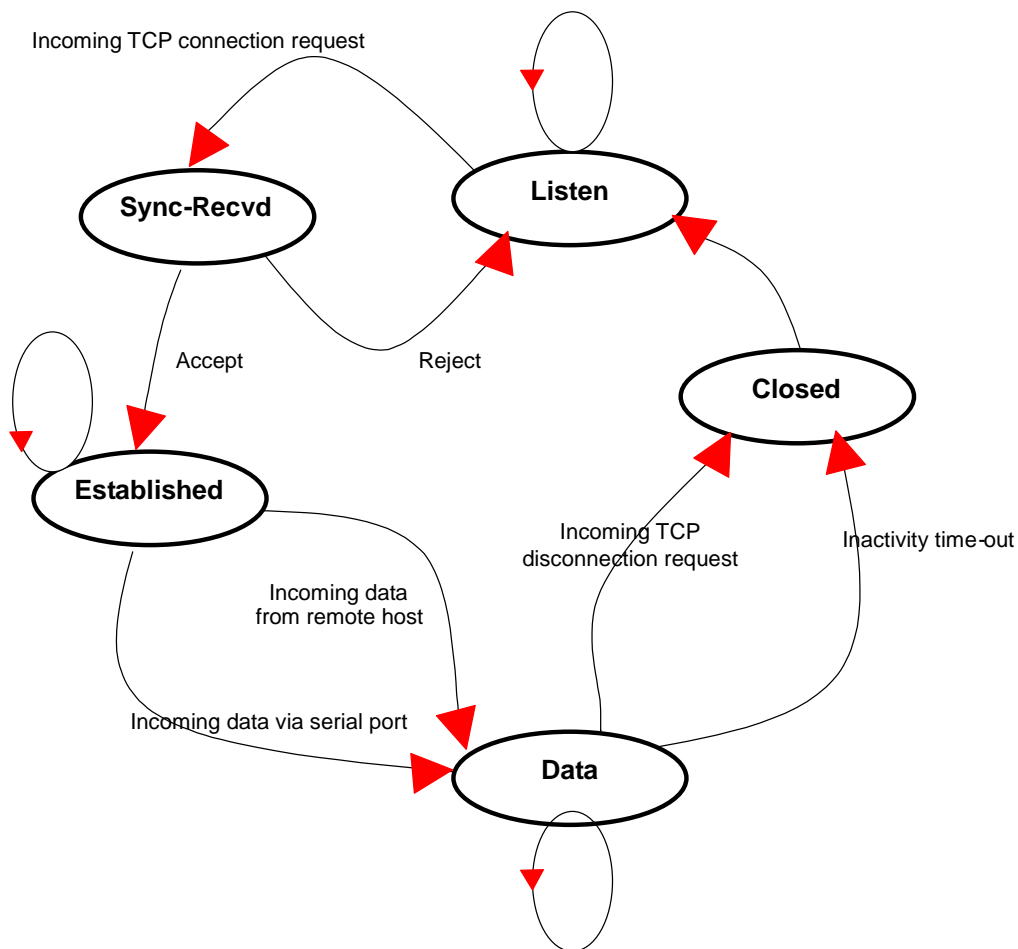 Incoming TCP connection request
Listen
Sync-Recvd
Accept
Reject
Closed
Established
Incoming TCP
disconnection request
Inactivity time-out
Incoming data
from remote host
Incoming data via serial port
Data